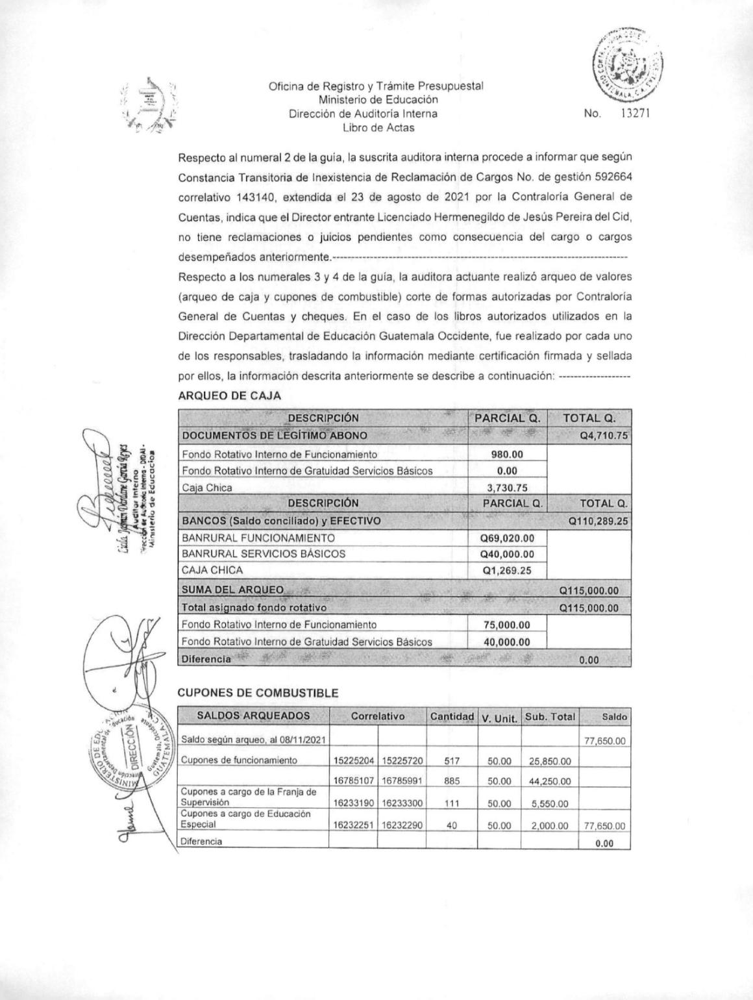 Oficina de Registro y Trámite Presupuestal
Ministerio de Educación
Dirección de Auditoría Interna
Libro de Actas
No. 13271
Respecto al numeral 2 de la guía, la suscrita auditora interna procede a informar que según
Constancia Transitoria de Inexistencia de Reclamación de Cargos No. de gestión 592664
correlativo 143140, extendida el 23 de agosto de 2021 por la Contraloría General de
Cuentas, indica que el Director entrante Licenciado Hermenegildo de Jesús Pereira del Cid,
no tiene reclamaciones o juicios pendientes como consecuencia del cargo o cargos
desempeñados anteriormente.------------------------------------------------------------------------------
Respecto a los numerales 3 y 4 de la guía, la auditora actuante realizó arqueo de valores
(arqueo de caja y cupones de combustible) corte de formas autorizadas por Contraloría
General de Cuentas y cheques. En el caso de los libros autorizados utilizados en la
Dirección Departamental de Educación Guatemala Occidente, fue realizado por cada uno
de los responsables, trasladando la información mediante certificación firmada y sellada
por ellos, la información descrita anteriormente se describe a continuación: -------------------
ARQUEO DE CAJA
DESCRIPCIÓN PARCIAL Q. TOTAL Q.
DOCUMENTOS DE LEGÍTIMO ABONO Q4,710.75
Fondo Rotativo Interno de Funcionamiento 980.00
Fondo Rotativo Interno de Gratuidad Servicios Básicos 0.00
Caja Chica 3,730.75
DESCRIPCIÓN PARCIAL Q. TOTAL Q.
BANCOS (Saldo conciliado) y EFECTIVO Q110,289.25
BANRURAL FUNCIONAMIENTO Q69,020.00
BANRURAL SERVICIOS BÁSICOS Q40,000.00
CAJA CHICA Q1,269.25
SUMA DEL ARQUEO Q115,000.00
Total asignado fondo rotativo Q115,000.00
Fondo Rotativo Interno de Funcionamiento 75,000.00
Fondo Rotativo Interno de Gratuidad Servicios Básicos 40,000.00
Diferencia 0.00
CUPONES DE COMBUSTIBLE
SALDOS ARQUEADOS Correlativo Cantidad V. Unit. Sub. Total Saldo
Saldo según arqueo, al 08/11/2021 77,650.00
Cupones de funcionamiento 15225204 15225720 517 50.00 25,850.00
16785107 16785991 885 50.00 44,250.00
Cupones a cargo de la Franja de
Supervisión 16233190 16233300 111 50.00 5,550.00
Cupones a cargo de Educación
Especial 16232251 16232290 40 50.00 2,000.00 77,650.00
Diferencia 0.00
García Reyes
Auditor Interno
Dirección de Auditoría Interna - DIDAI -
Ministerio de Educación
DIRECCIÓN
GUATEMALA, C.A.